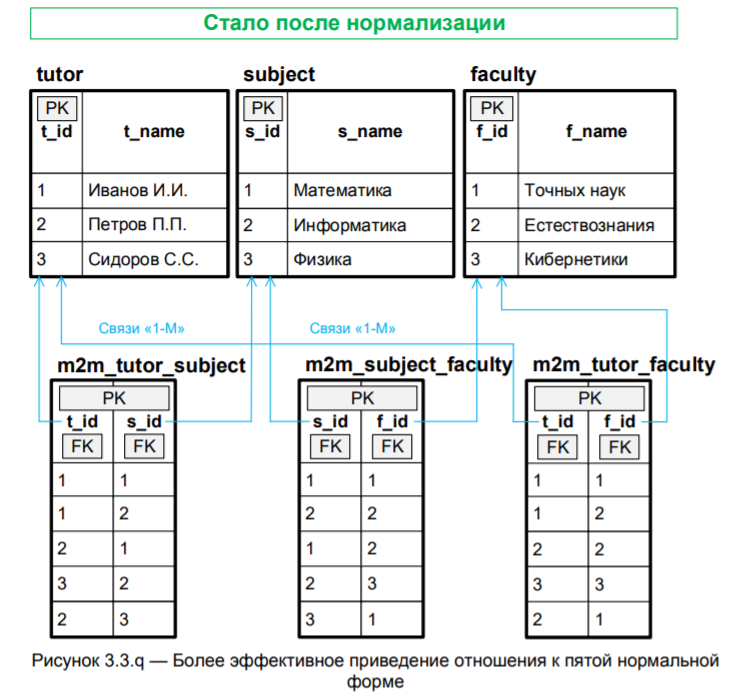 Стало после нормализации
tutor subject faculty
PK PK PK
t_id t_name s_id s_name f_id f_name
1 Иванов И.И. 1 Математика 1 Точных наук
2 Петров П.П. 2 Информатика 2 Естествознания
3 Сидоров С.С. 3 Физика 3 Кибернетики
Связи «1-М» Связи «1-М»
m2m_tutor_subject m2m_subject_faculty m2m_tutor_faculty
PK PK PK
t_id s_id s_id f_id t_id f_id
FK FK FK FK FK FK
1 1 1 1 1 1
1 2 2 2 1 2
2 1 1 2 2 2
3 2 2 3 3 3
2 3 3 1 2 1
Рисунок 3.3.q — Более эффективное приведение отношения к пятой нормальной
форме